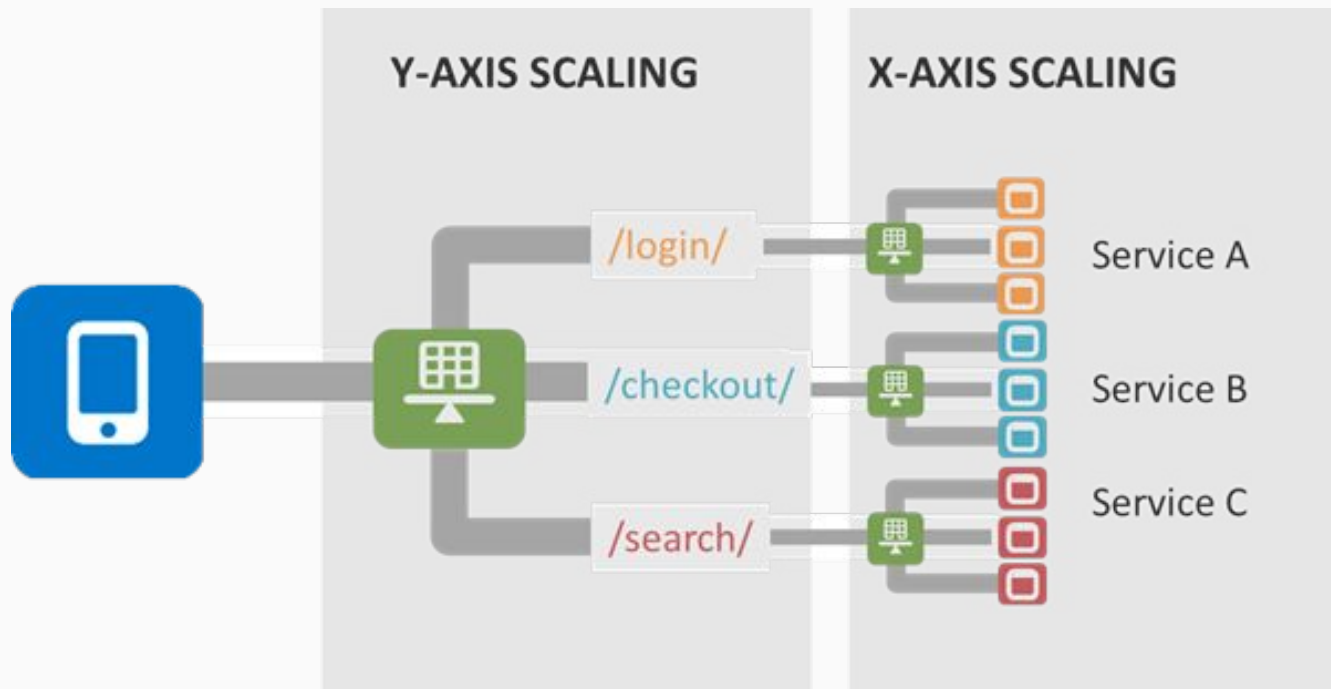 Y-AXIS SCALING
X-AXIS SCALING
/login/
Service A
/checkout/
Service B
/search/
Service C